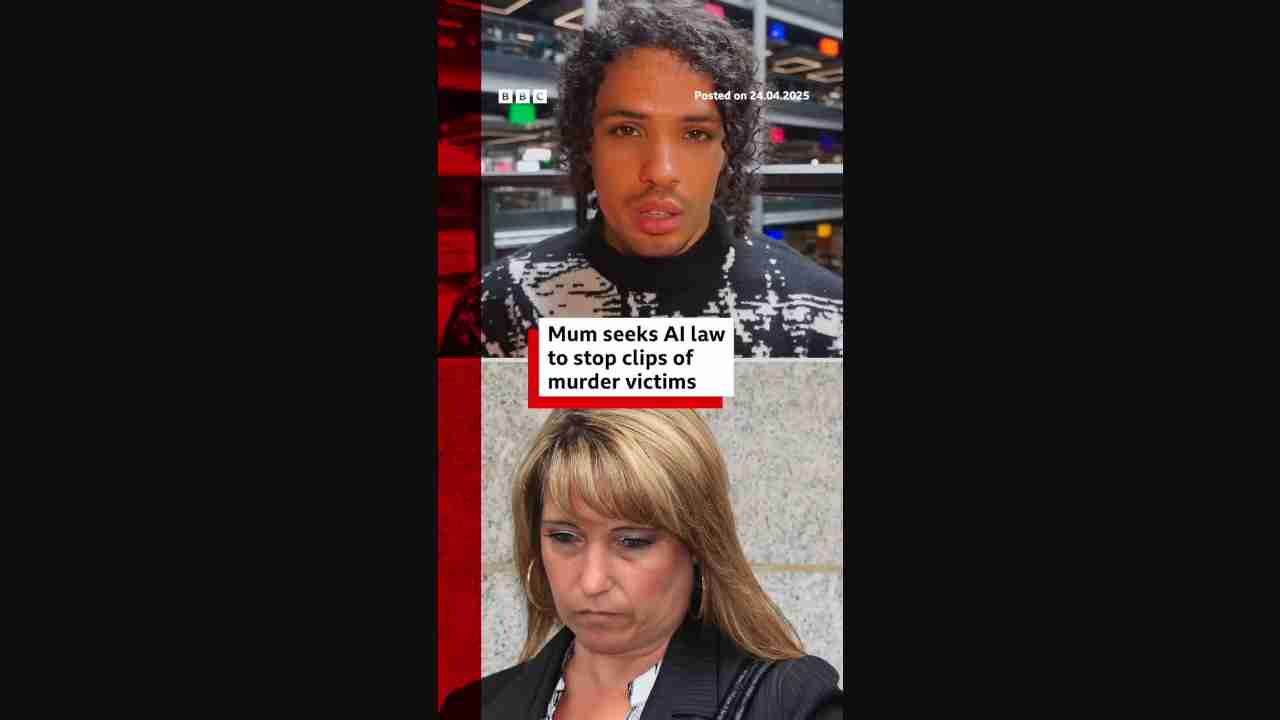 BBC
Posted on 24.04.2025
Mum seeks AI law
to stop clips of
murder victims